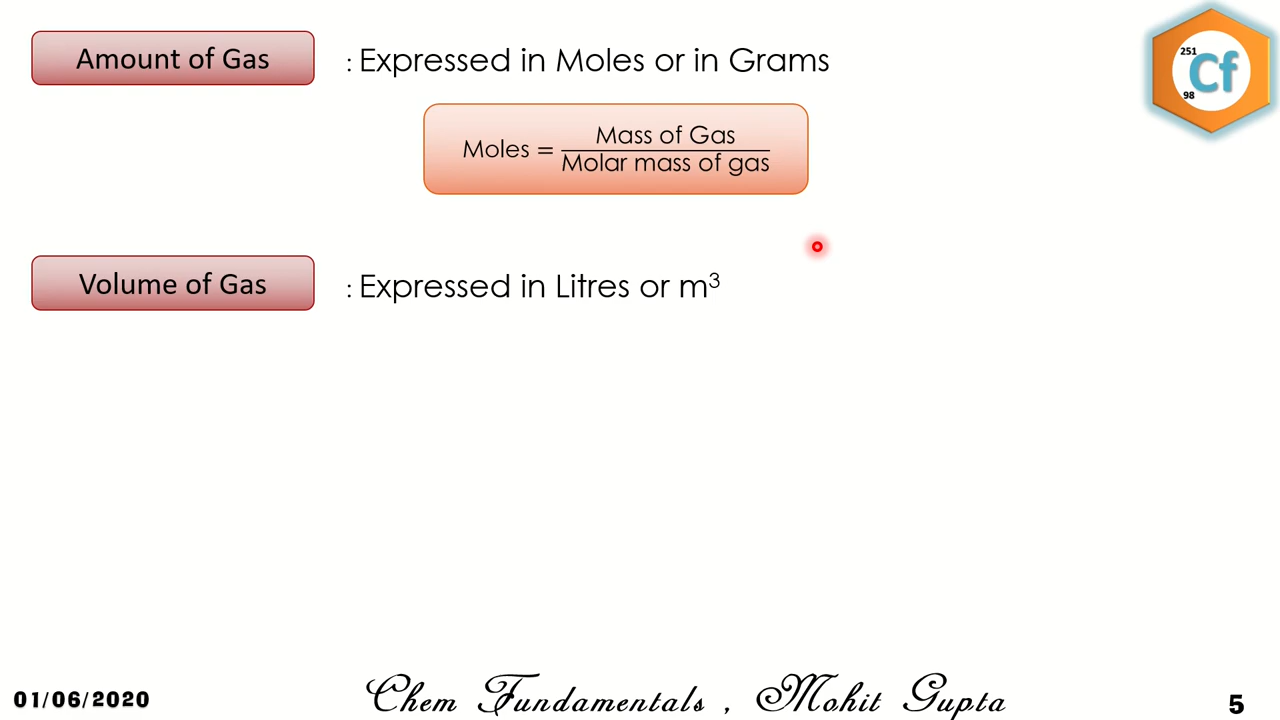 Amount of Gas : Expressed in Moles or in Grams
251
Cf
98
Moles = Mass of Gas / Molar mass of gas
Volume of Gas : Expressed in Litres or m³
01/06/2020 Chem Fundamentals , Mohit Gupta 5